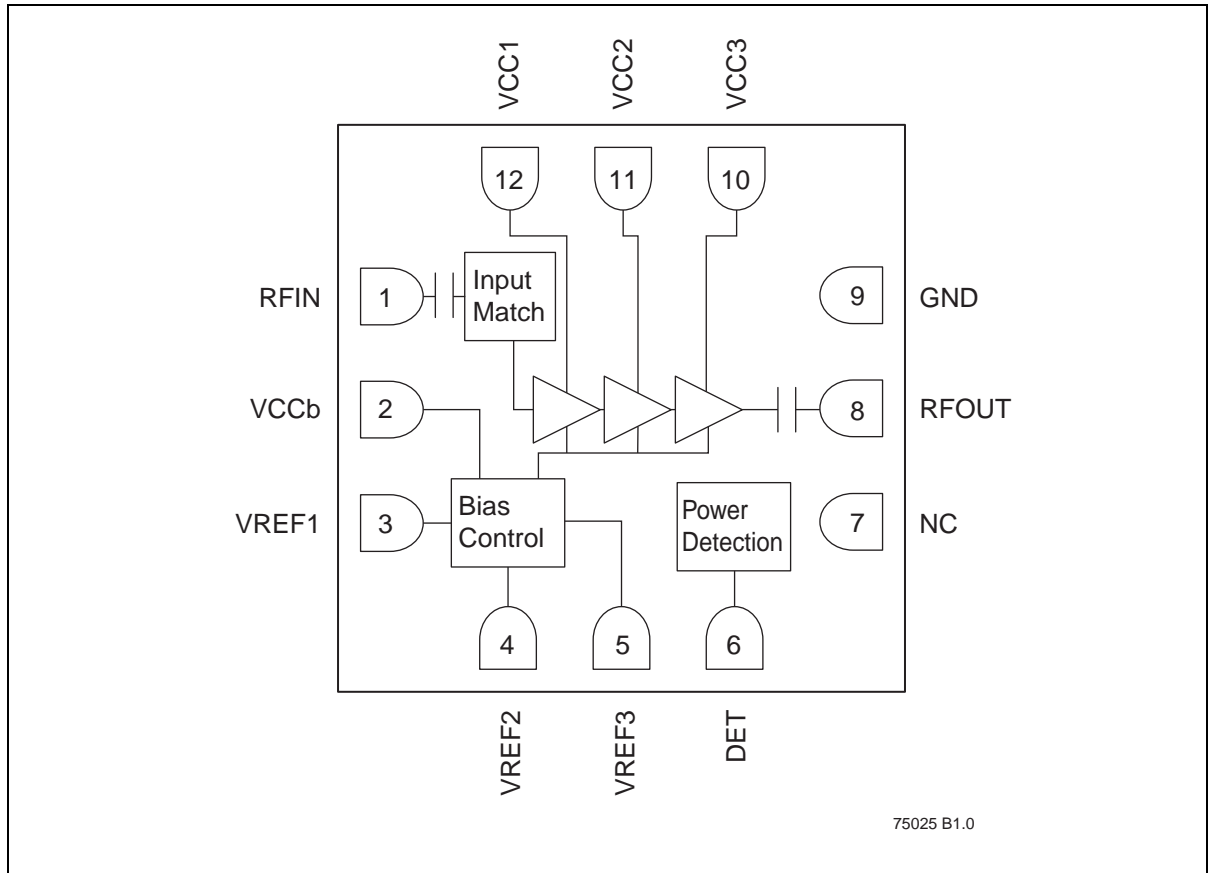 VCC1
VCC2
VCC3
12
11
10
RFIN
1
Input
Match
9
GND
VCCb
2
8
RFOUT
VREF1
3
Bias
Control
Power
Detection
7
NC
4
5
6
VREF2
VREF3
DET
75025 B1.0